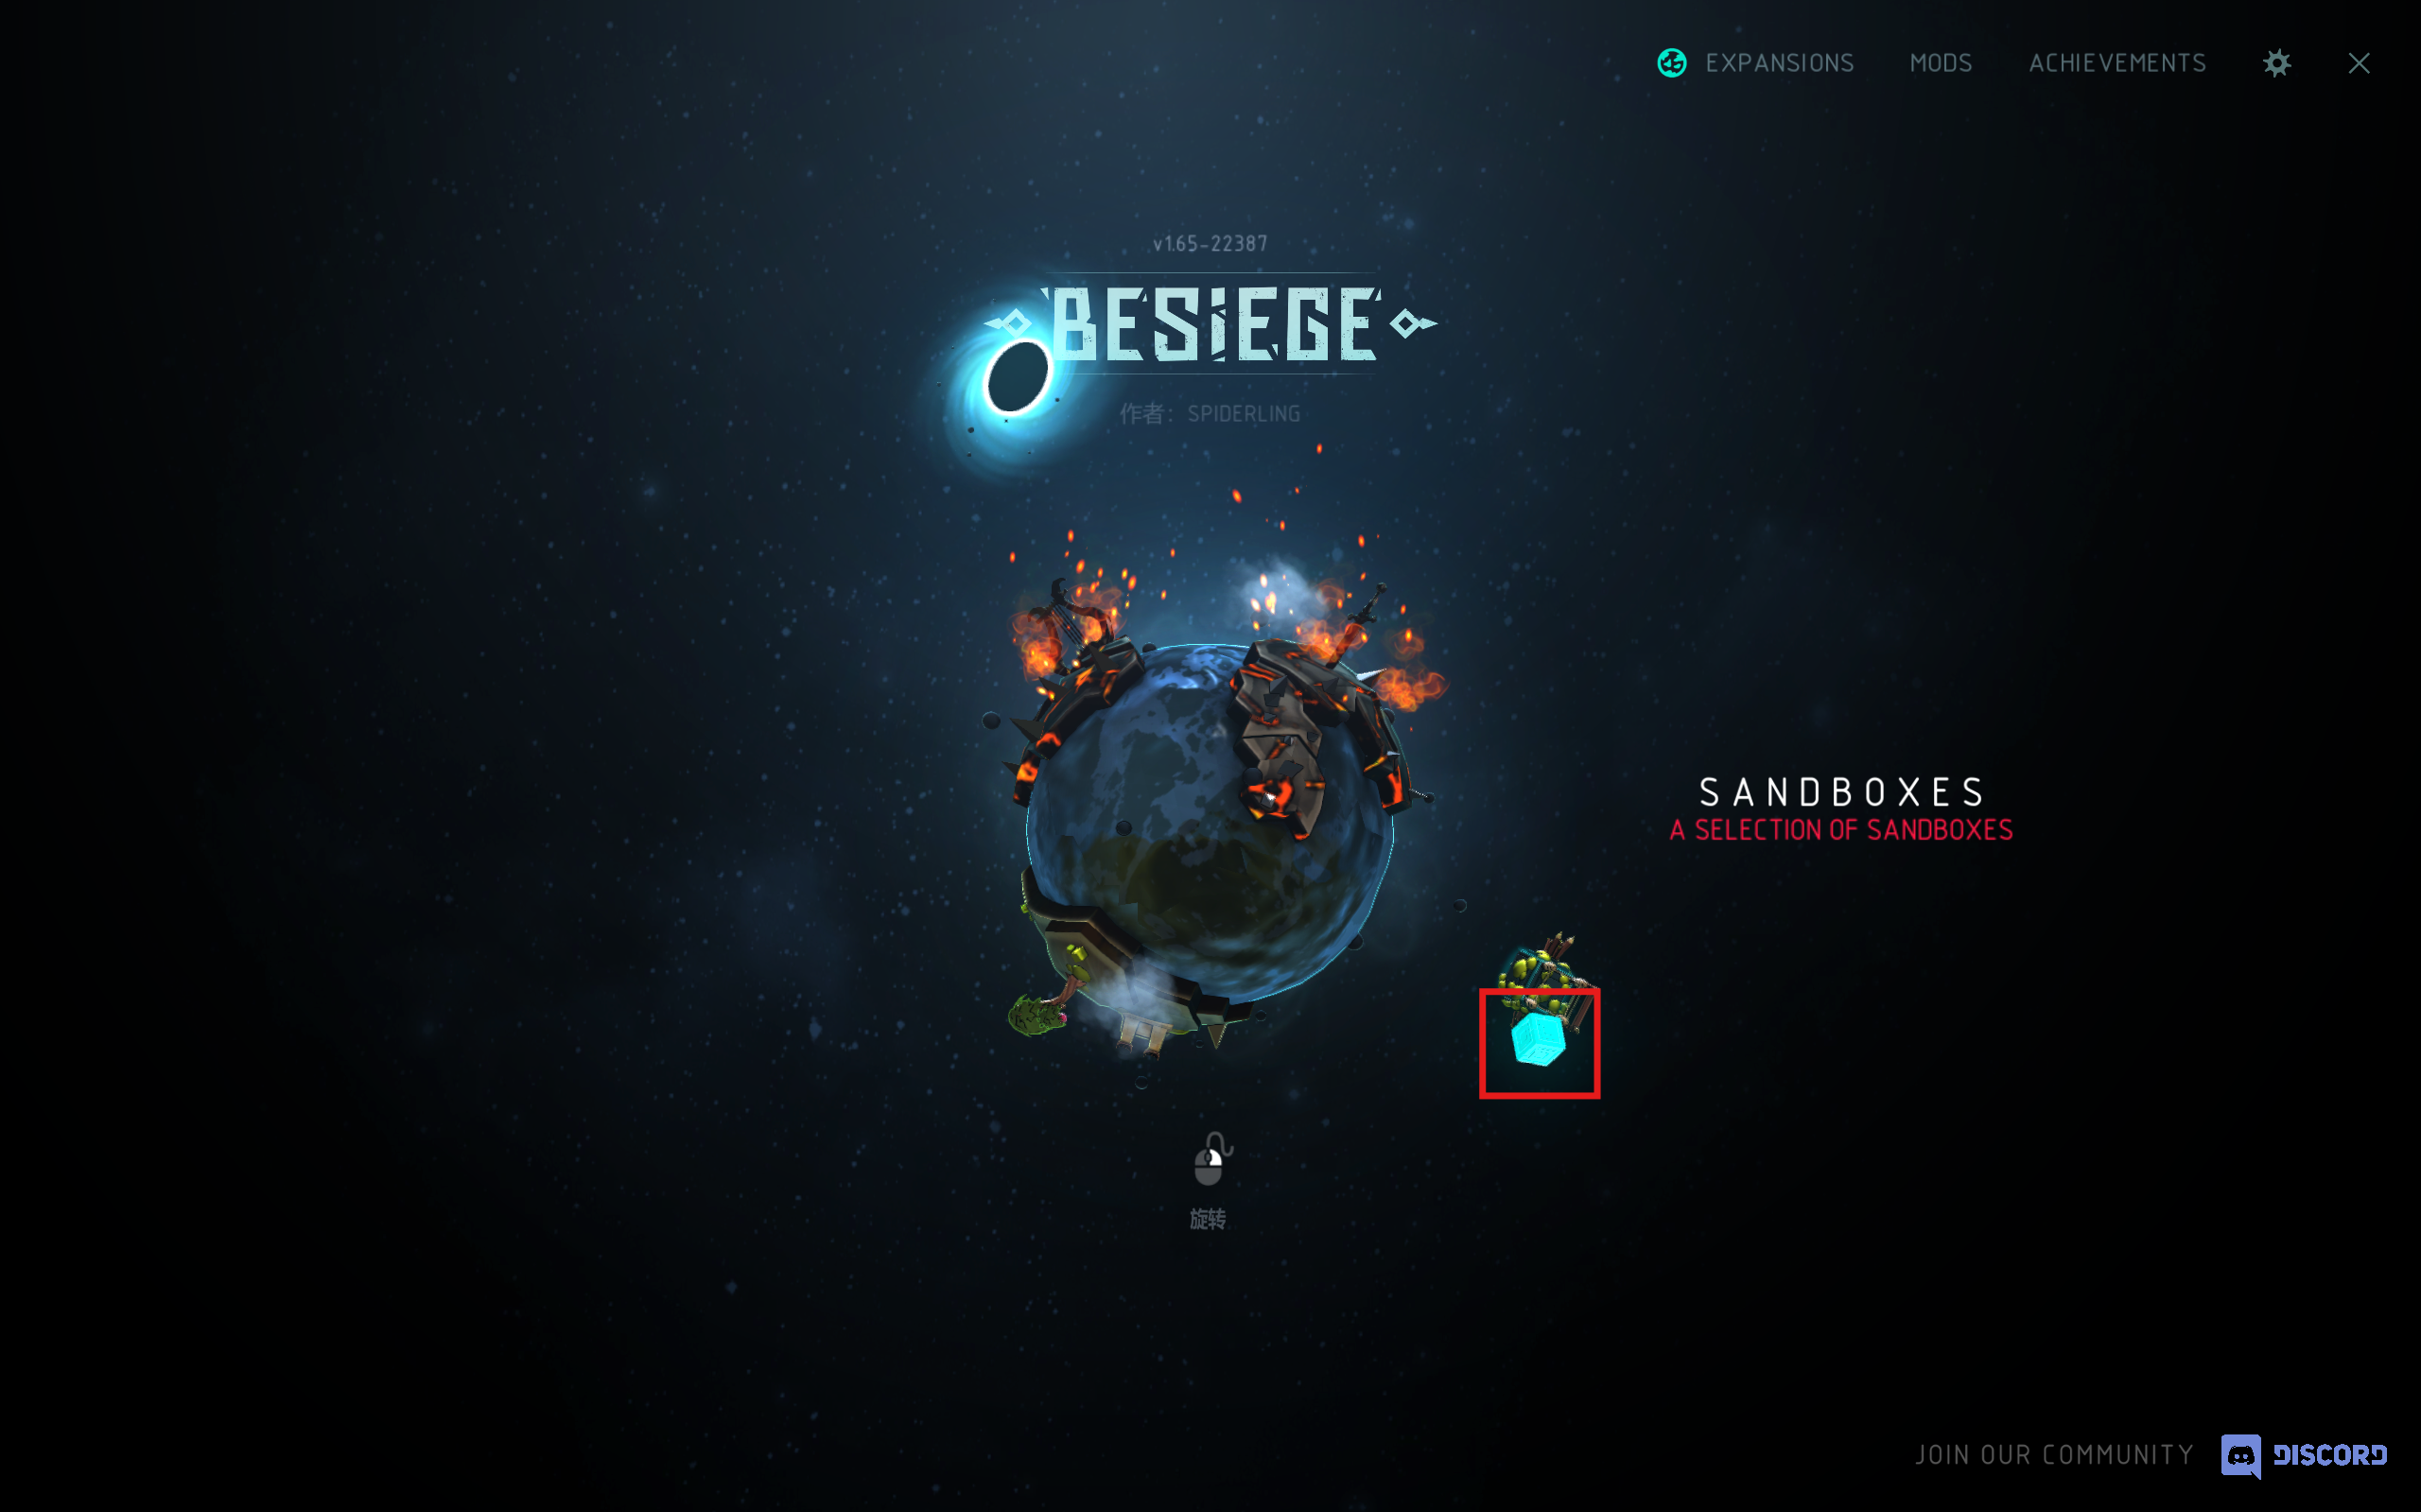 EXPANSIONS MODS ACHIEVEMENTS
v1.65-22387
BESIEGE
作者: SPIDERLING
SANDBOXES
A SELECTION OF SANDBOXES
旋转
JOIN OUR COMMUNITY DISCORD